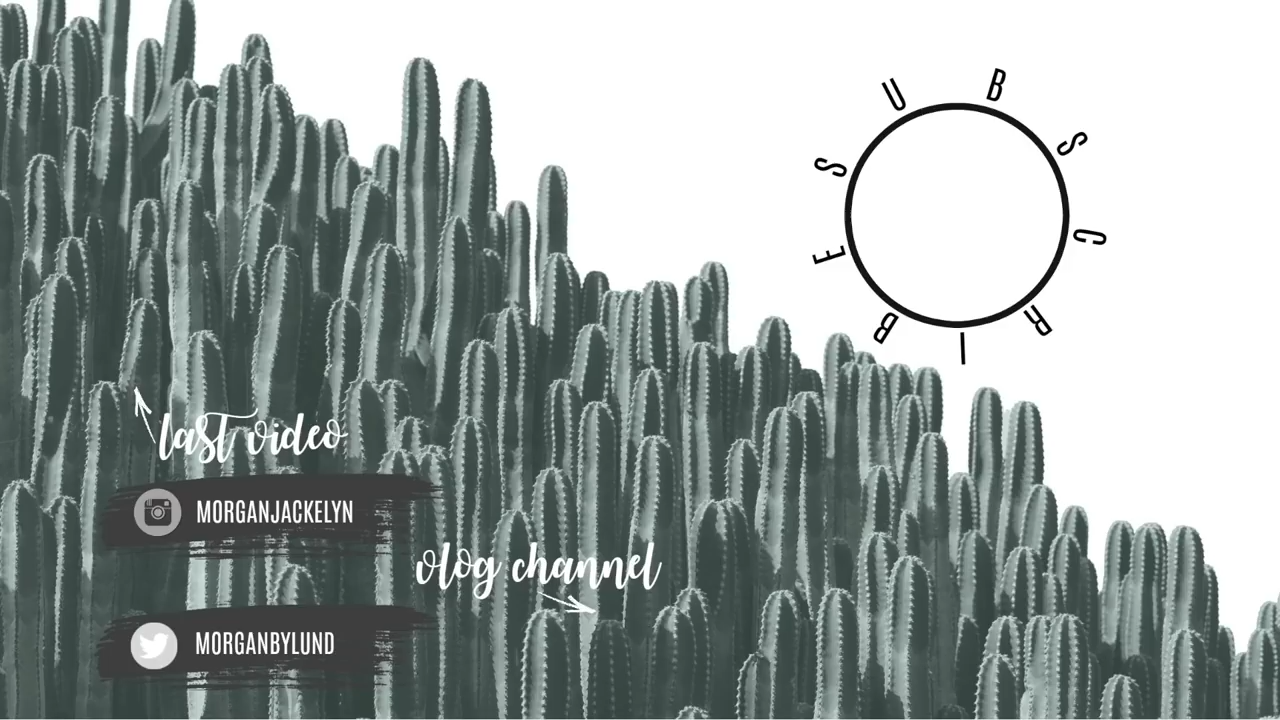 SUBSCRIBE
last video
MORGANJACKELYN
vlog channel
MORGANBYLUND